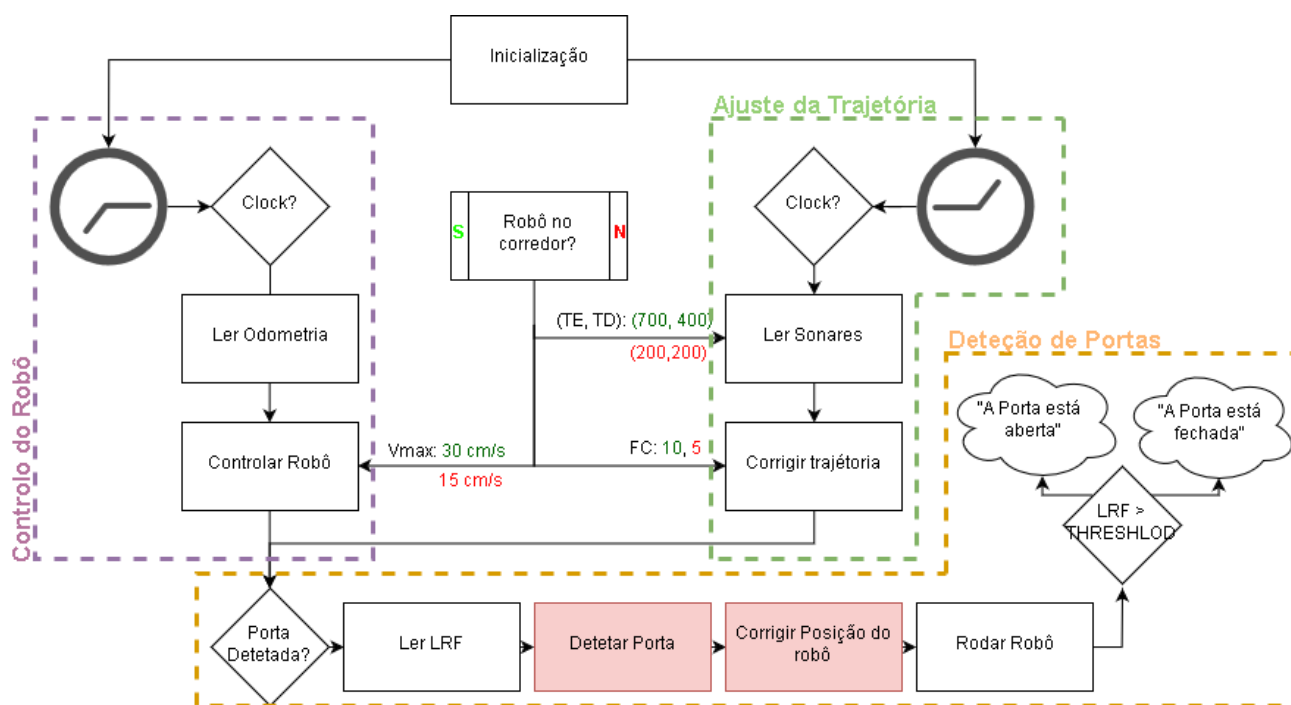 Inicialização
Ajuste da Trajetória
Controlo do Robô
Clock?
S
Robô no
corredor?
N
Clock?
Ler Odometria
(TE, TD): (700, 400)
(200,200)
Ler Sonares
Deteção de Portas
"A Porta está
aberta"
"A Porta está
fechada"
Controlar Robô
Vmax: 30 cm/s
15 cm/s
FC: 10, 5
Corrigir trajétoria
LRF >
THRESHLOD
Porta
Detetada?
Ler LRF
Detetar Porta
Corrigir Posição do
robô
Rodar Robô